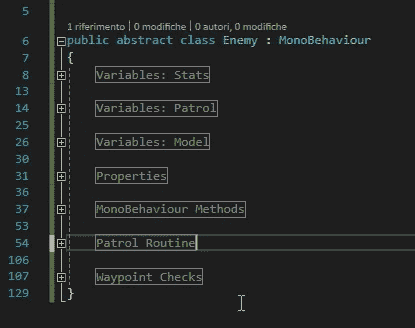 5
1 riferimento | 0 modifiche | 0 autori, 0 modifiche
6 public abstract class Enemy : MonoBehaviour
7 {
8 Variables: Stats
13
14 Variables: Patrol
25
26 Variables: Model
30
31 Properties
36
37 MonoBehaviour Methods
53
54 Patrol Routine
106
107 Waypoint Checks
129 }